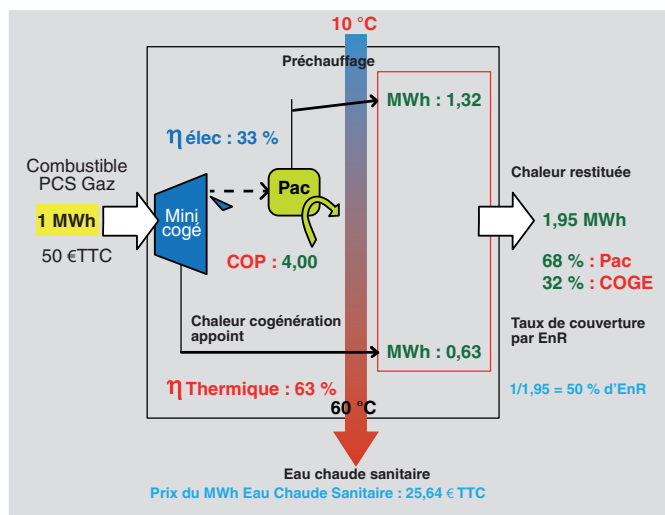 10 °C
Préchauffage
MWh : 1,32
η élec : 33 %
Combustible
PCS Gaz
1 MWh
50 €TTC
Mini
cogé
Pac
COP : 4,00
Chaleur restituée
1,95 MWh
68 % : Pac
32 % : COGE
Chaleur cogénération
appoint
MWh : 0,63
Taux de couverture
par EnR
η Thermique : 63 %
60 °C
1/1,95 = 50 % d'EnR
Eau chaude sanitaire
Prix du MWh Eau Chaude Sanitaire : 25,64 € TTC